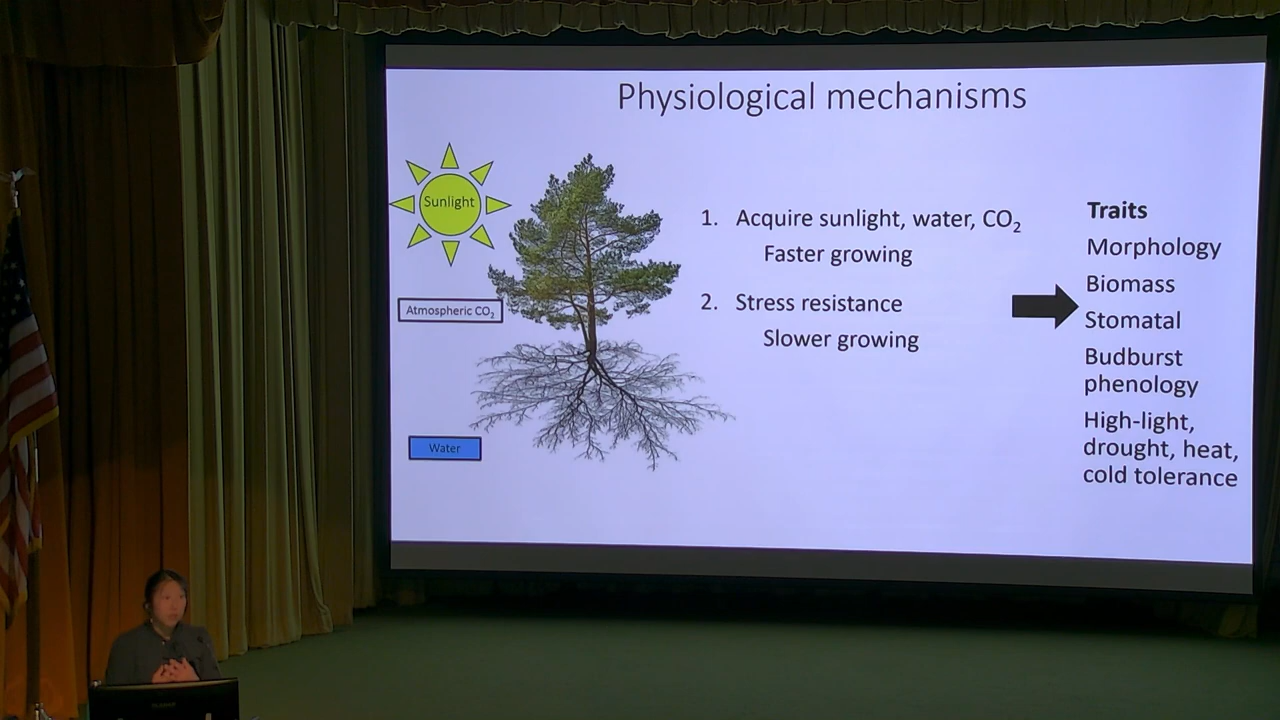 Physiological mechanisms
Sunlight
Atmospheric CO₂
Water
1. Acquire sunlight, water, CO₂
Faster growing
2. Stress resistance
Slower growing
Traits
Morphology
Biomass
Stomatal
Budburst
phenology
High-light,
drought, heat,
cold tolerance